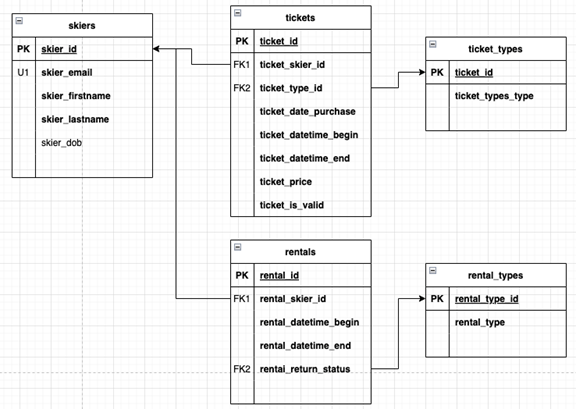 skiers
PK skier_id
U1 skier_email
skier_firstname
skier_lastname
skier_dob
tickets
PK ticket_id
FK1 ticket_skier_id
FK2 ticket_type_id
ticket_date_purchase
ticket_datetime_begin
ticket_datetime_end
ticket_price
ticket_is_valid
ticket_types
PK ticket_id
ticket_types_type
rentals
PK rental_id
FK1 rental_skier_id
rental_datetime_begin
rental_datetime_end
FK2 rental_return_status
rental_types
PK rental_type_id
rental_type